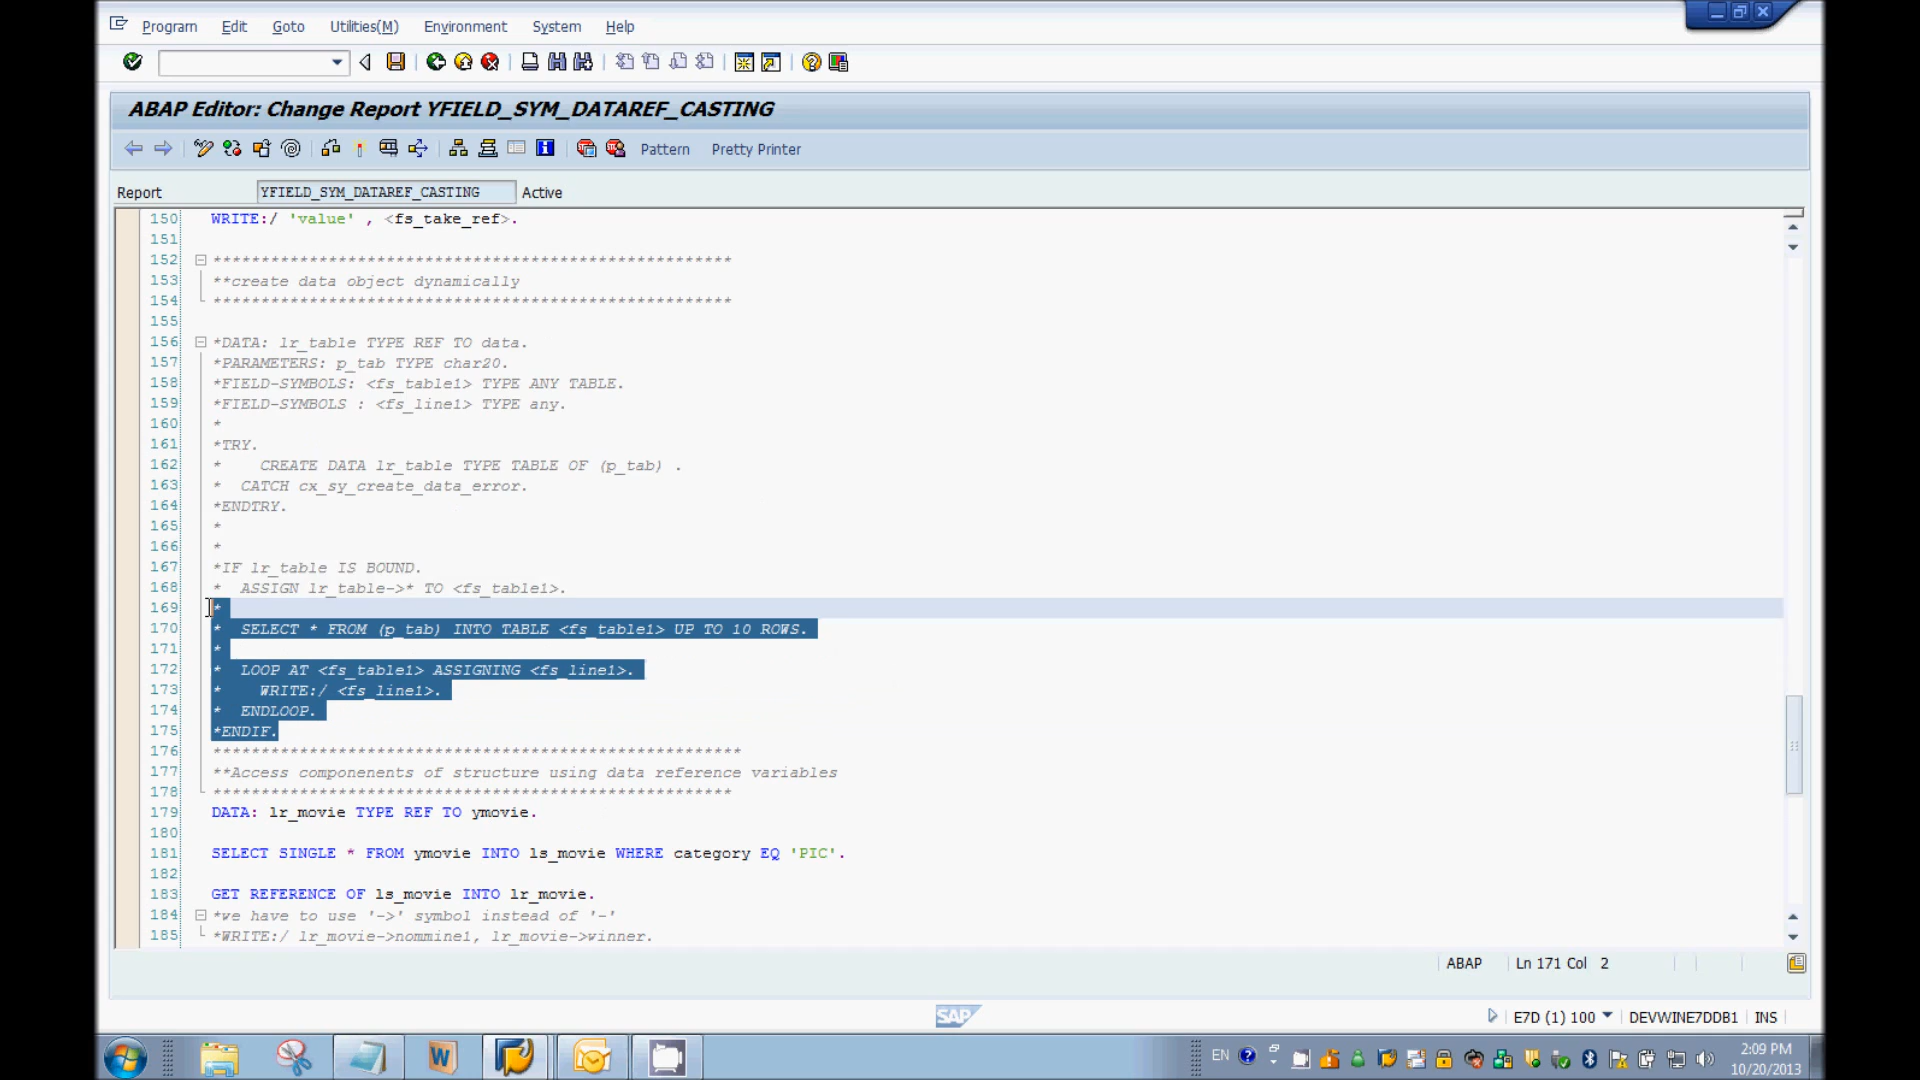 Program Edit Goto Utilities(M) Environment System Help
ABAP Editor: Change Report YFIELD_SYM_DATAREF_CASTING
Pattern Pretty Printer
Report YFIELD_SYM_DATAREF_CASTING Active
150 WRITE:/ 'value' , <fs_take_ref>.
151
152 ******************************************************
153 **create data object dynamically
154 ******************************************************
155
156 *DATA: lr_table TYPE REF TO data.
157 *PARAMETERS: p_tab TYPE char20.
158 *FIELD-SYMBOLS: <fs_table1> TYPE ANY TABLE.
159 *FIELD-SYMBOLS : <fs_line1> TYPE any.
160 *
161 *TRY.
162 *    CREATE DATA lr_table TYPE TABLE OF (p_tab) .
163 *  CATCH cx_sy_create_data_error.
164 *ENDTRY.
165 *
166 *
167 *IF lr_table IS BOUND.
168 *  ASSIGN lr_table->* TO <fs_table1>.
169 *
170 *  SELECT * FROM (p_tab) INTO TABLE <fs_table1> UP TO 10 ROWS.
171 *
172 *  LOOP AT <fs_table1> ASSIGNING <fs_line1>.
173 *    WRITE:/ <fs_line1>.
174 *  ENDLOOP.
175 *ENDIF.
176 *******************************************************
177 **Access componenents of structure using data reference variables
178 ******************************************************
179 DATA: lr_movie TYPE REF TO ymovie.
180
181 SELECT SINGLE * FROM ymovie INTO ls_movie WHERE category EQ 'PIC'.
182
183 GET REFERENCE OF ls_movie INTO lr_movie.
184 *we have to use '->' symbol instead of '-'
185 *WRITE:/ lr_movie->nommine1, lr_movie->winner.
ABAP Ln 171 Col 2
SAP
E7D (1) 100 DEVWINE7DDB1 INS
EN 2:09 PM
10/20/2013